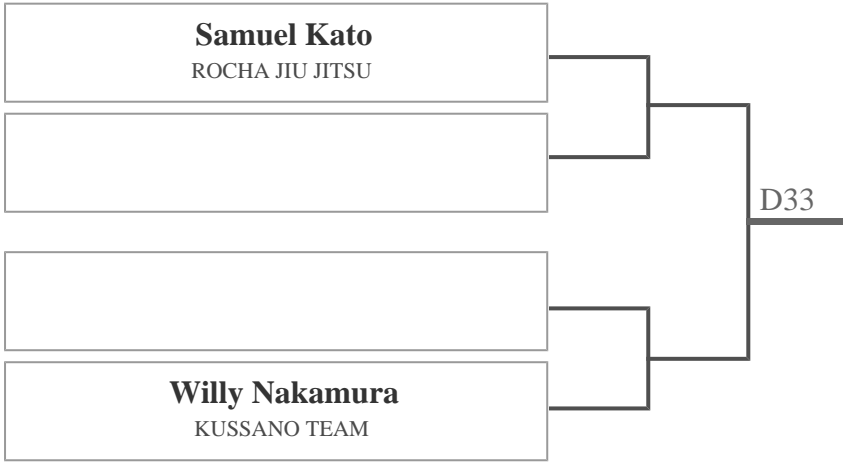 Samuel Kato
ROCHA JIU JITSU
D33
Willy Nakamura
KUSSANO TEAM